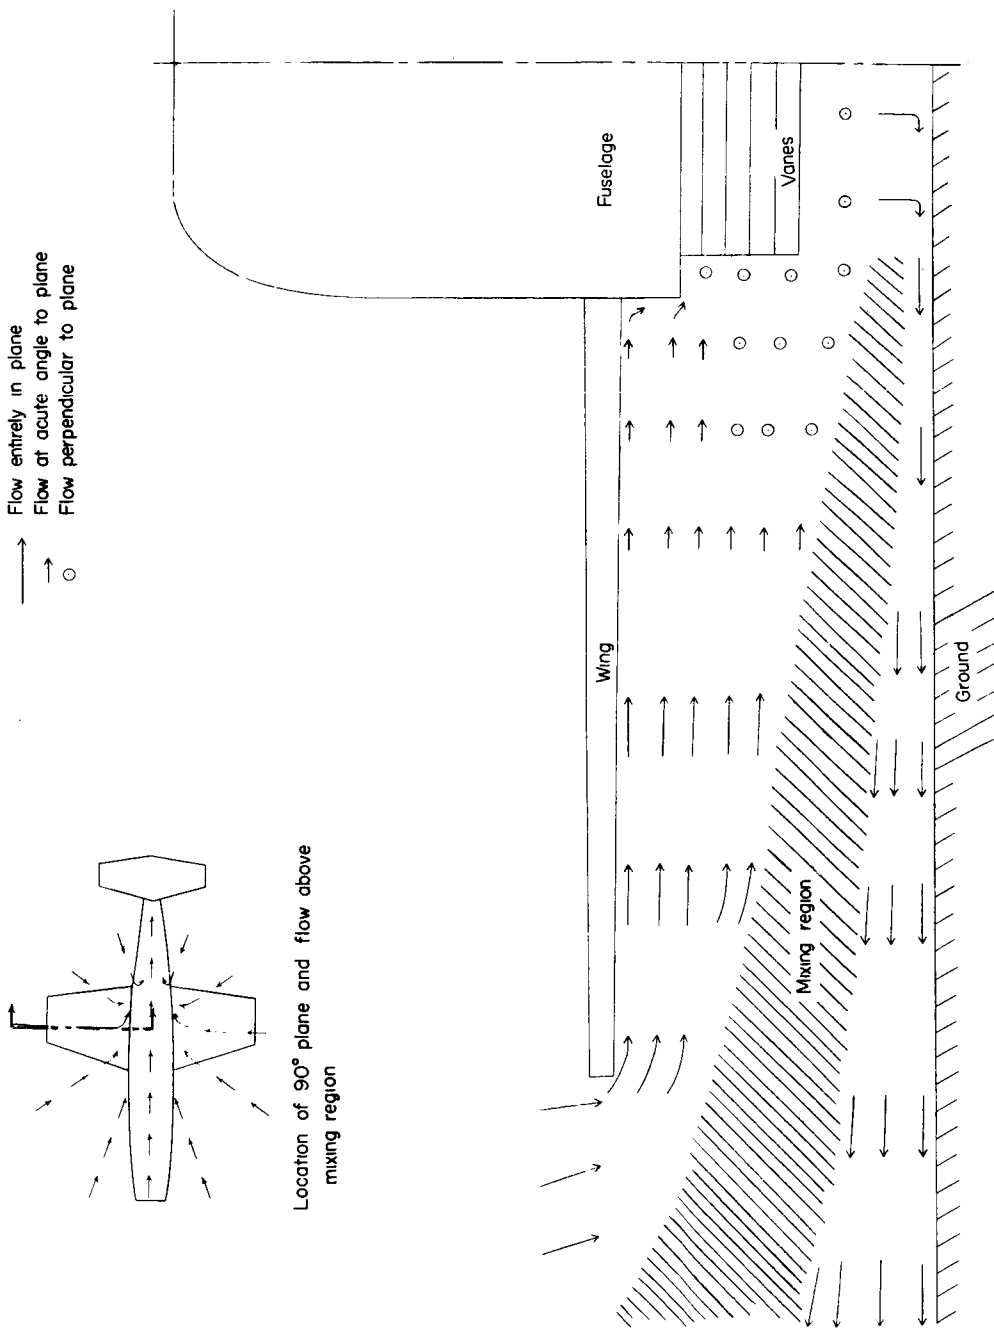 Flow entirely in plane
Flow at acute angle to plane
Flow perpendicular to plane
Location of 90° plane and flow above
mixing region
Fuselage
Vanes
Wing
Mixing region
Ground